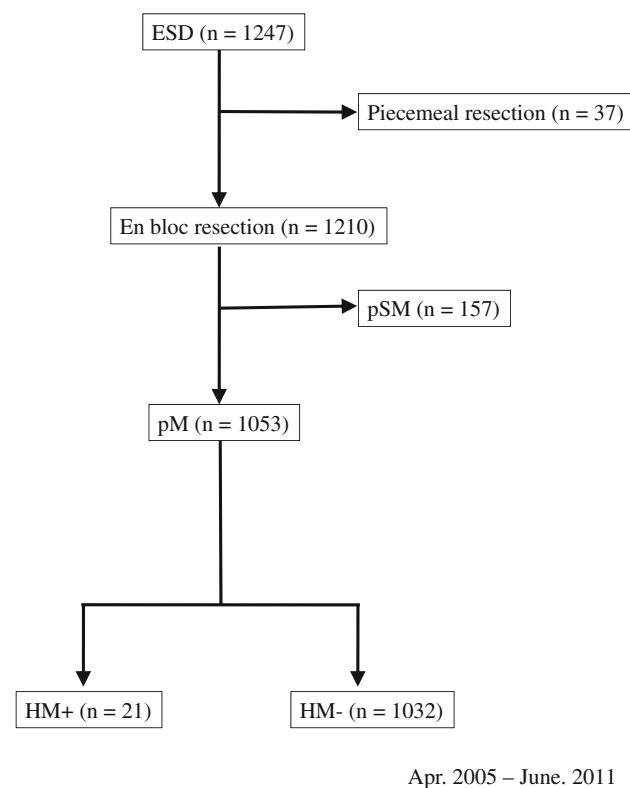 ESD (n = 1247)
Piecemeal resection (n = 37)
En bloc resection (n = 1210)
pSM (n = 157)
pM (n = 1053)
HM+ (n = 21)
HM- (n = 1032)
Apr. 2005 – June. 2011